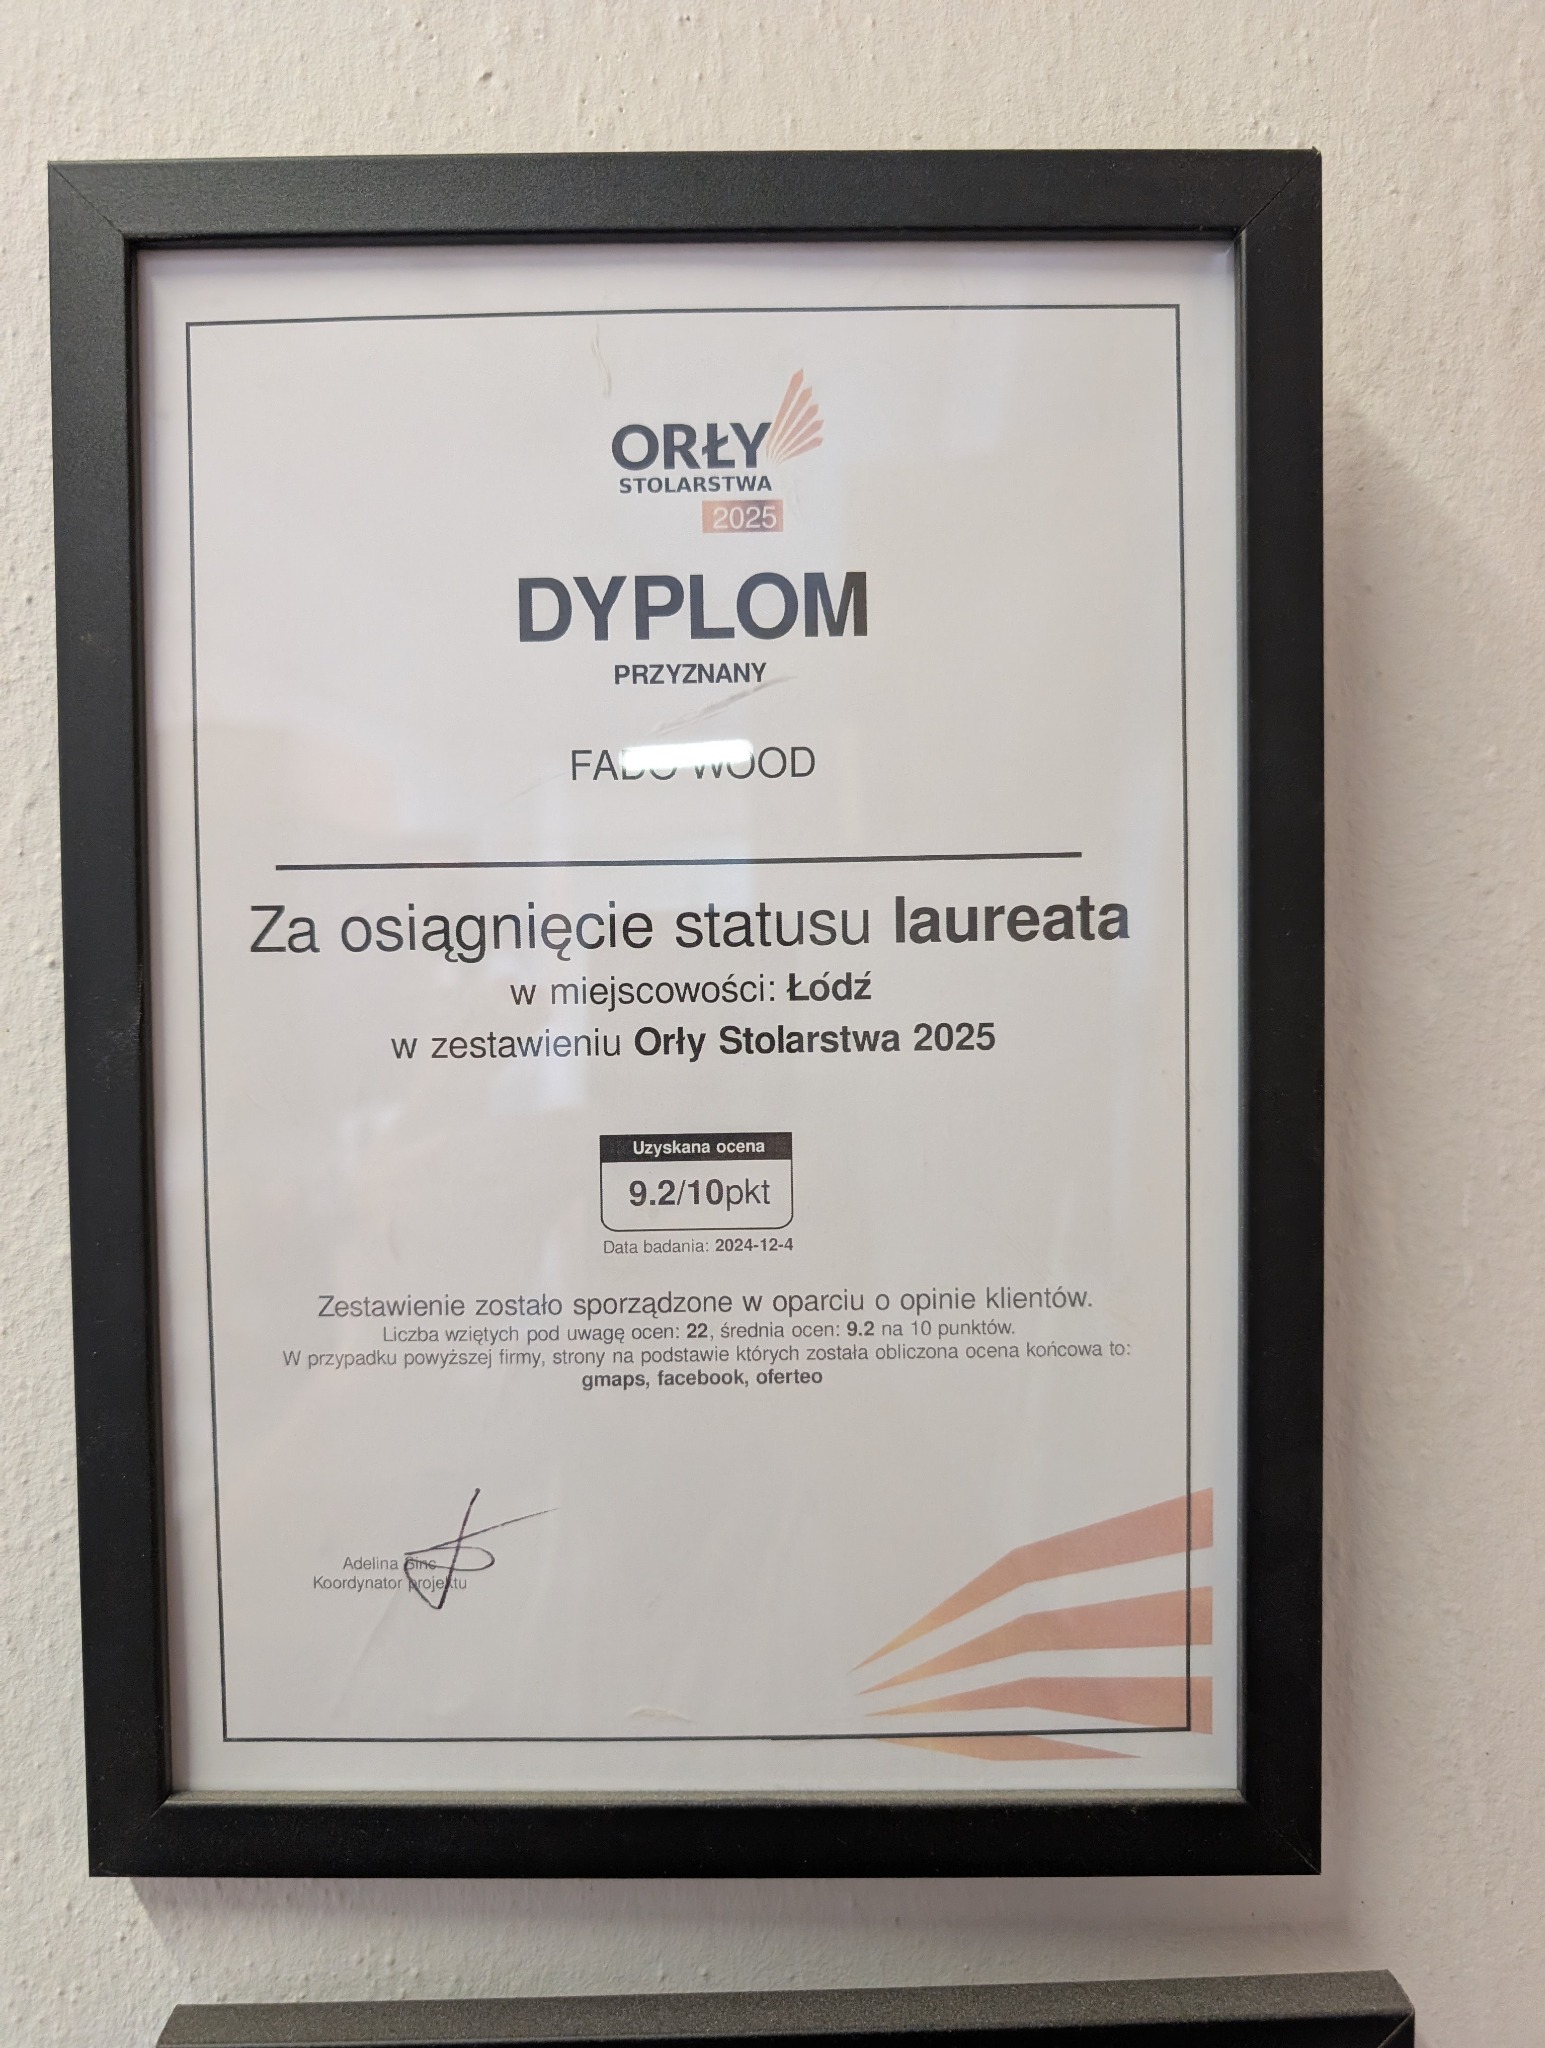 ORŁY
STOLARSTWA
2025
DYPLOM
PRZYZNANY
WOOD
Za osiągnięcie statusu laureata
w miejscowości: Łódź
w zestawieniu Orły Stolarstwa 2025
Uzyskana ocena
9.2/10pkt
Data badania: 2024-12-4
Zestawienie zostało sporządzone w oparciu o opinie klientów.
Liczba wziętych pod uwagę ocen: 22, średnia ocen: 9.2 na 10 punktów.
W przypadku powyższej firmy, strony na podstawie których została obliczona ocena końcowa to:
gmaps, facebook, oferteo
Adelina
Koordynator projektu